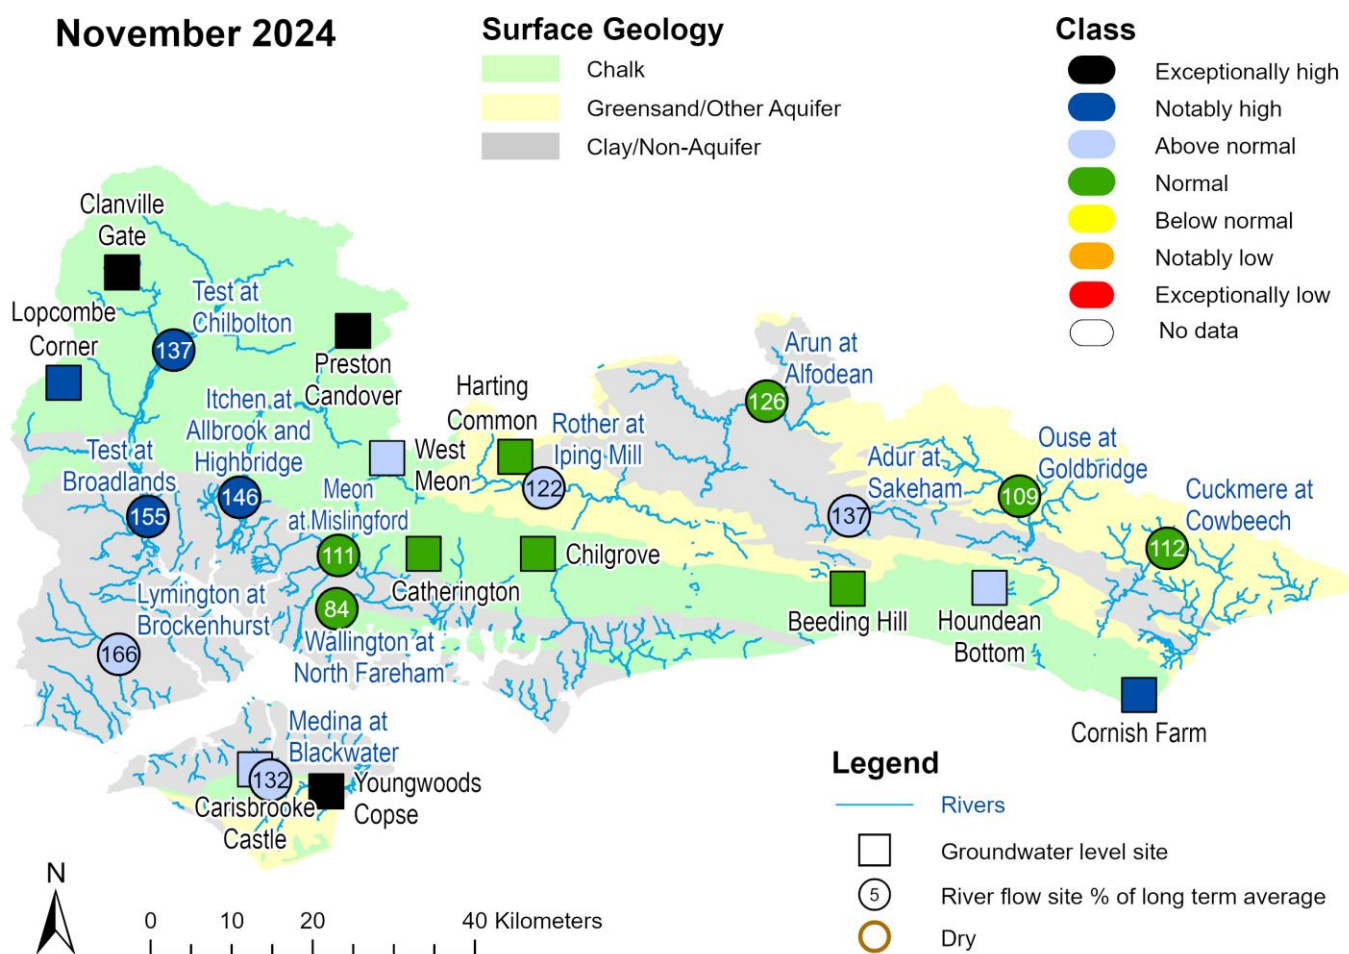 November 2024
Surface Geology
Chalk
Greensand/Other Aquifer
Clay/Non-Aquifer
Class
Exceptionally high
Notably high
Above normal
Normal
Below normal
Notably low
Exceptionally low
No data
Clanville
Gate
Lopcombe
Corner
Test at
Chilbolton
137
Preston
Candover
Itchen at
Allbrook and
Highbridge
146
Test at
Broadlands
155
West
Meon
Harting
Common
Rother at
Iping Mill
122
Arun at
Alfodean
126
Adur at
Sakeham
137
Ouse at
Goldbridge
109
Cuckmere at
Cowbeech
112
Meon
at Mislingford
111
Catherington
Chilgrove
84
Wallington at
North Fareham
Lymington at
Brockenhurst
166
Beeding Hill
Houndean
Bottom
Cornish Farm
Medina at
Blackwater
132
Carisbrooke
Castle
Youngwoods
Copse
N
0 10 20 40 Kilometers
Legend
Rivers
Groundwater level site
5 River flow site % of long term average
Dry